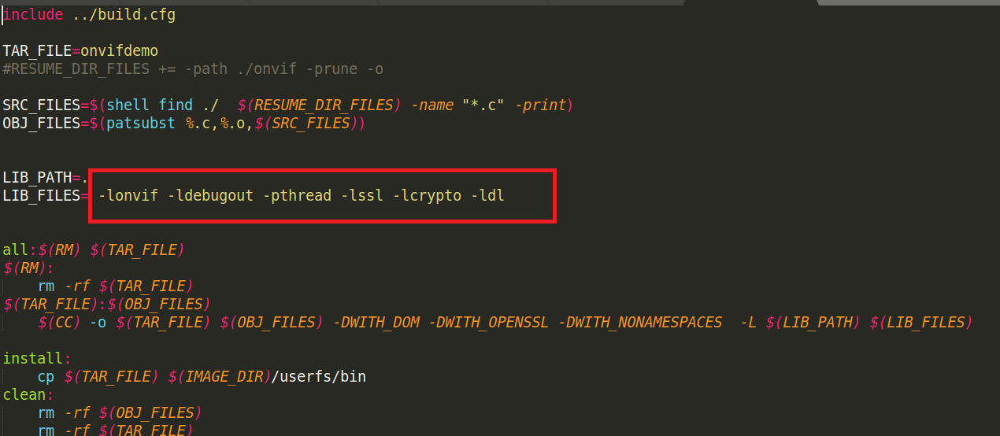 include ../build.cfg
TAR_FILE=onvifdemo
#RESUME_DIR_FILES += -path ./onvif -prune -o
SRC_FILES=$(shell find ./  $(RESUME_DIR_FILES) -name "*.c" -print)
OBJ_FILES=$(patsubst %.c,%.o,$(SRC_FILES))
LIB_PATH=.
LIB_FILES= -lonvif -ldebugout -pthread -lssl -lcrypto -ldl
all:$(RM) $(TAR_FILE)
$(RM):
    rm -rf $(TAR_FILE)
$(TAR_FILE):$(OBJ_FILES)
    $(CC) -o $(TAR_FILE) $(OBJ_FILES) -DWITH_DOM -DWITH_OPENSSL -DWITH_NONAMESPACES  -L $(LIB_PATH) $(LIB_FILES)
install:
    cp $(TAR_FILE) $(IMAGE_DIR)/userfs/bin
clean:
    rm -rf $(OBJ_FILES)
    rm -rf $(TAR_FILE)